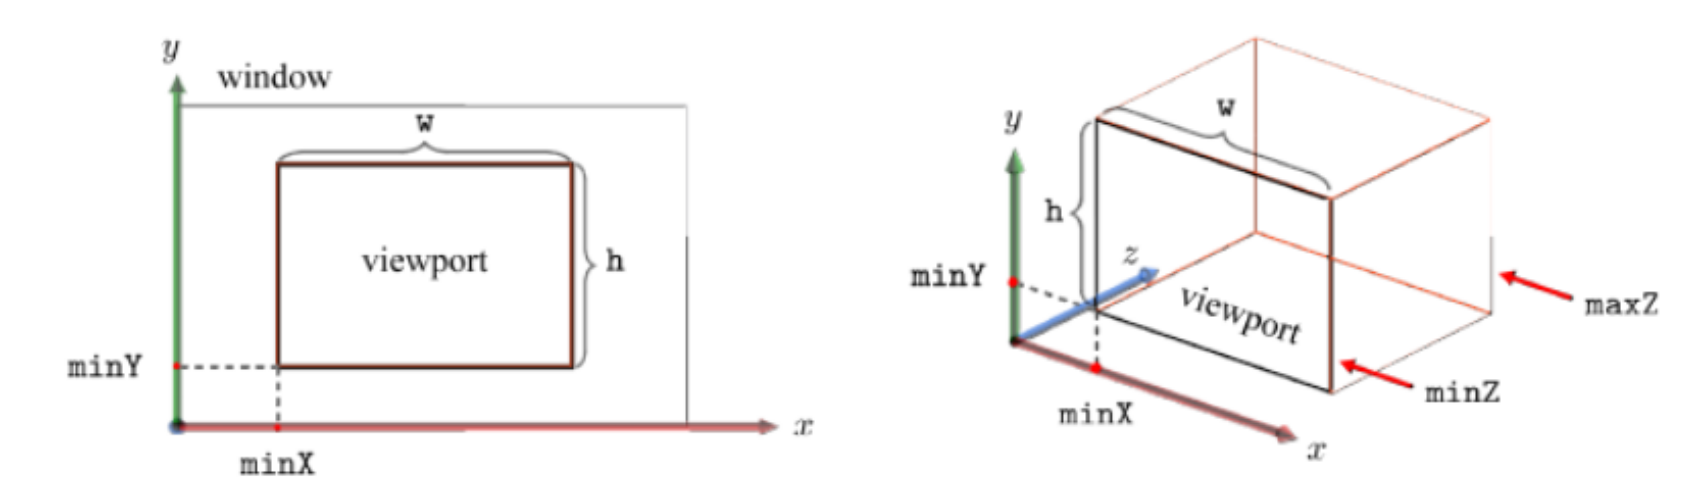 y
window
w
viewport
h
minY
x
minX
y
w
h
z
minY
viewport
maxZ
minZ
minX
x